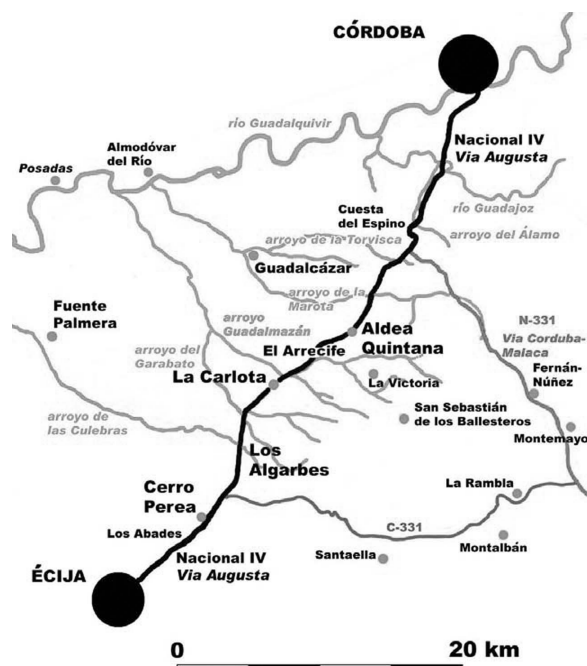 CÓRDOBA
río Guadalquivir
Nacional IV
Via Augusta
Almodóvar
del Río
Posadas
río Guadajoz
Cuesta
del Espino
arroyo del Álamo
arroyo de la Torvisca
Guadalcázar
arroyo de la
Marota
Fuente
Palmera
arroyo
Guadalmazán
N-331
Via Corduba-
Malaca
Aldea
Quintana
El Arrecife
arroyo del
Garabato
La Carlota
La Victoria
Fernán-
Núñez
San Sebastián
de los Ballesteros
arroyo de
las Culebras
Montemayo
Los
Algarbes
Cerro
Perea
La Rambla
Los Abades
C-331
Montalbán
Santaella
Nacional IV
Via Augusta
ÉCIJA
0
20 km